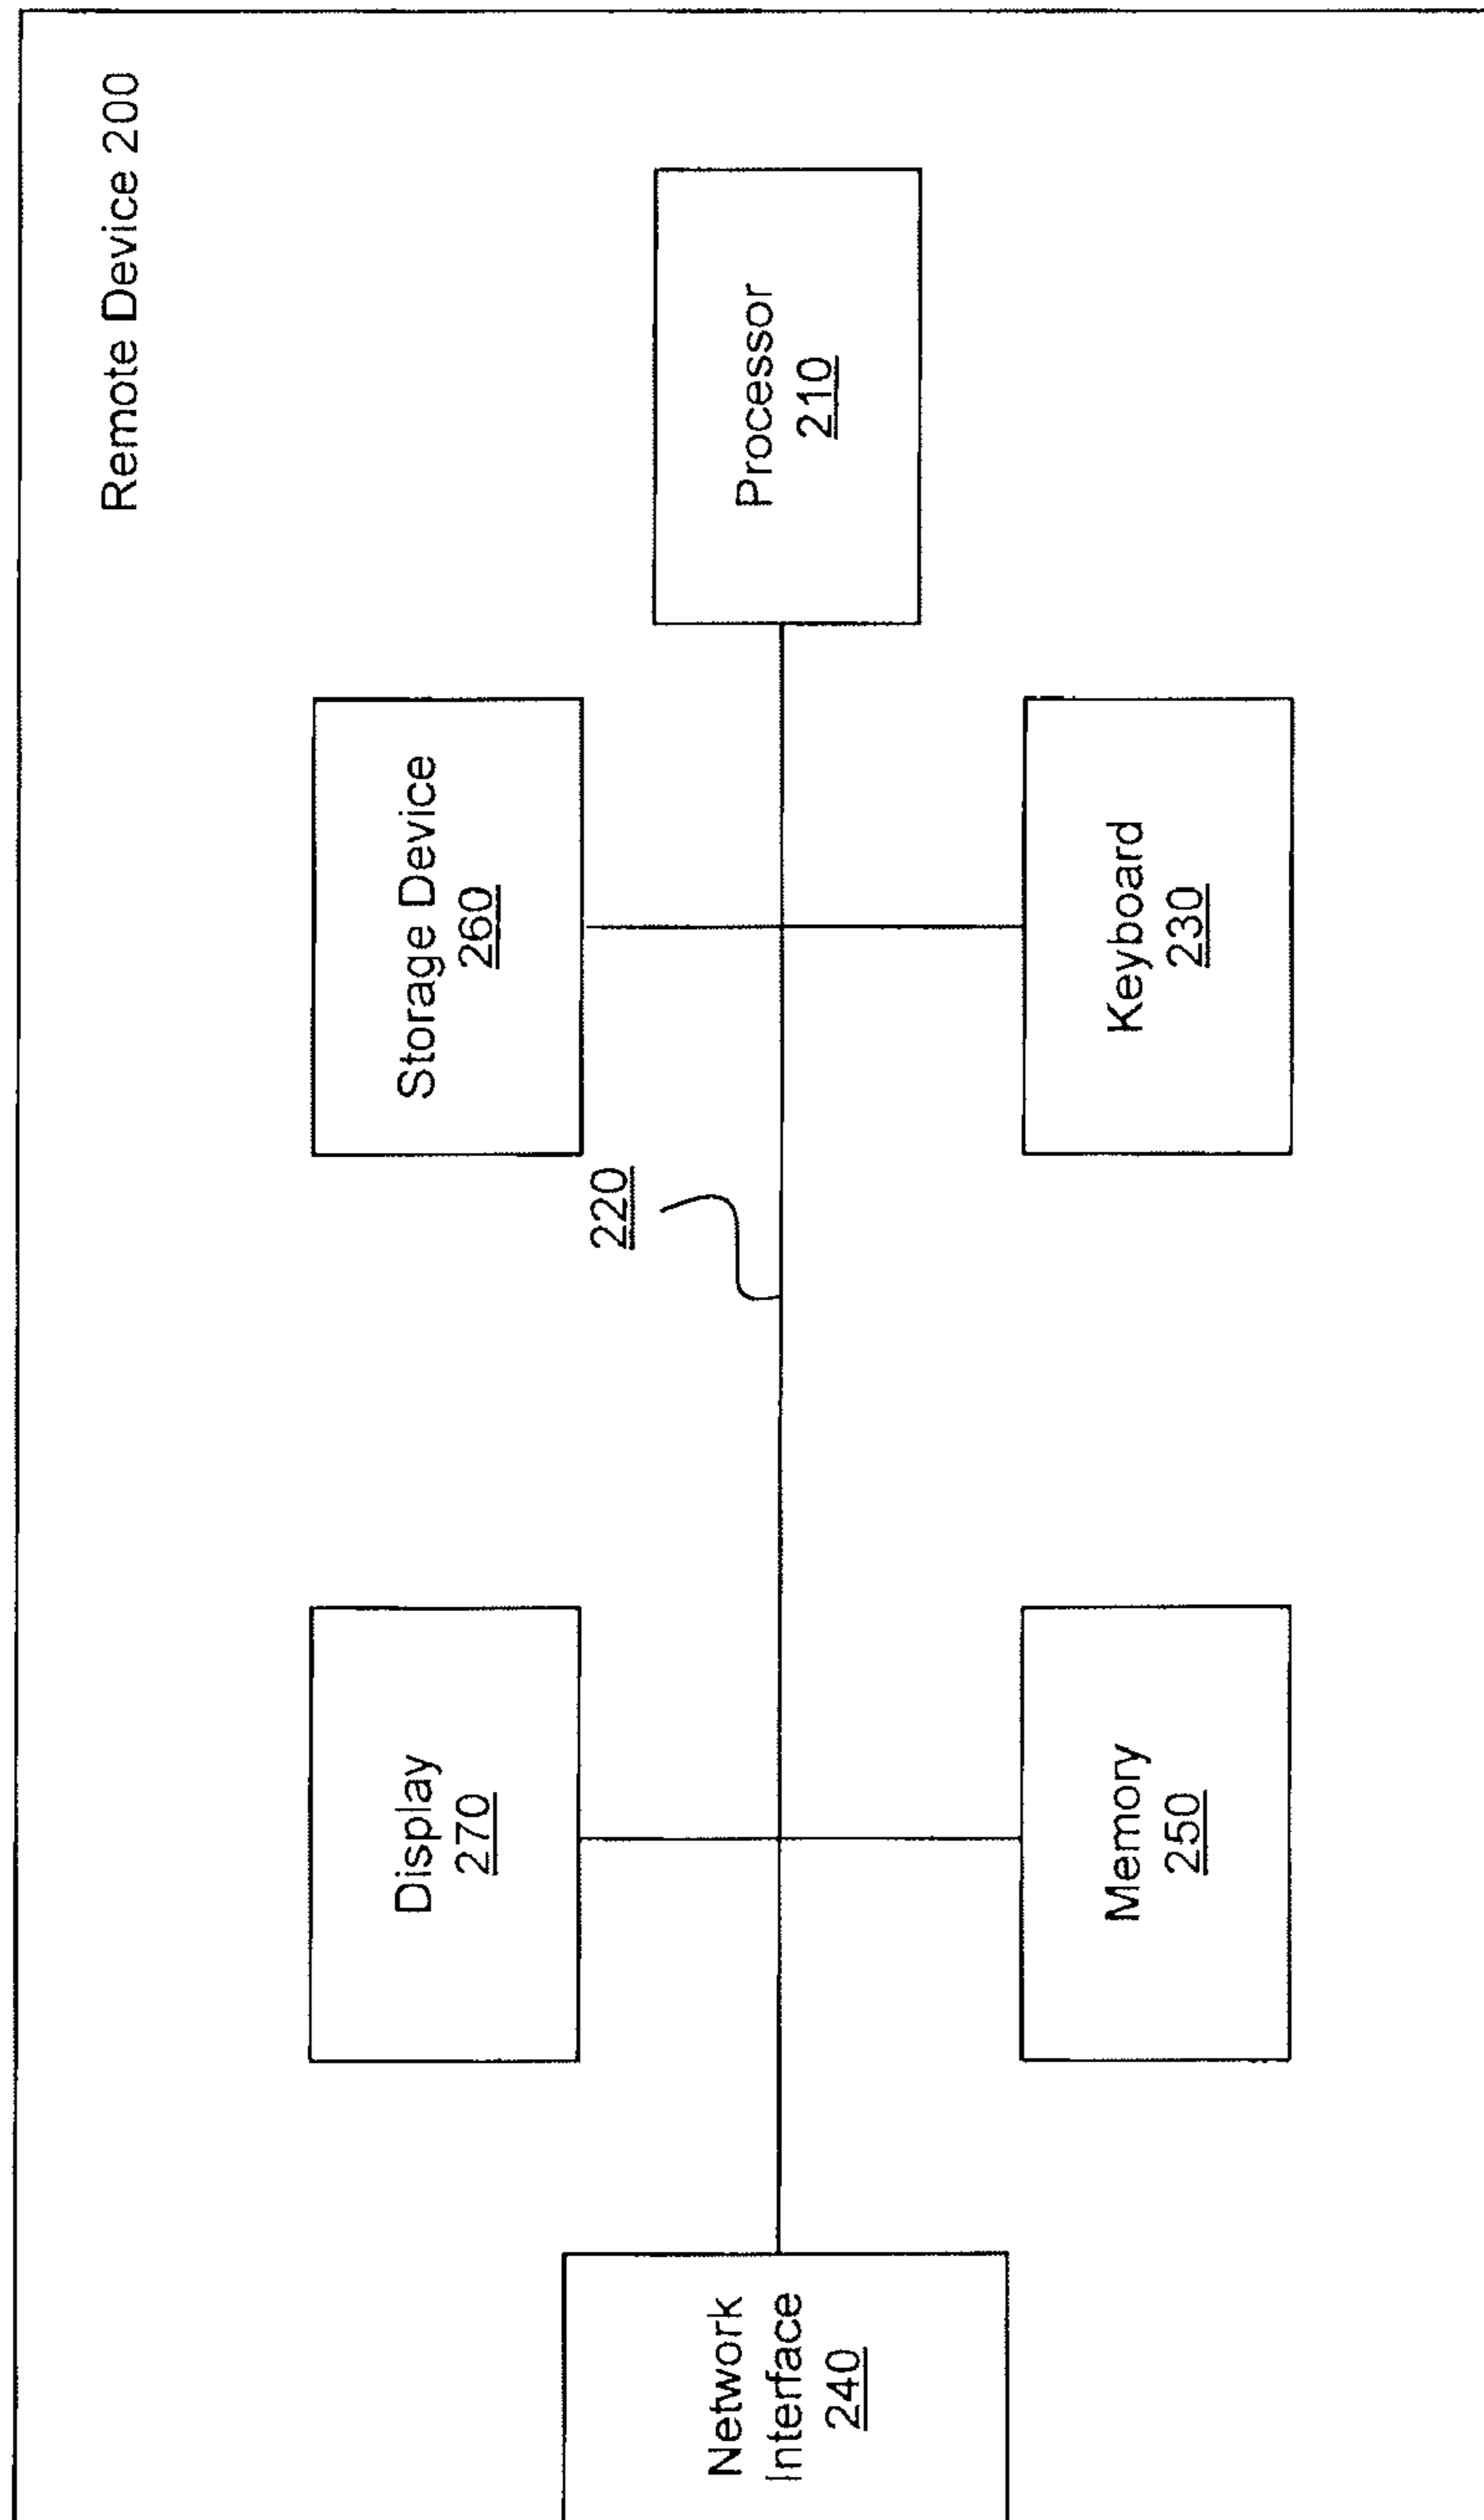 Remote Device 200
Display
270
Storage Device
260
220
Network
Interface
240
Processor
210
Memory
250
Keyboard
230